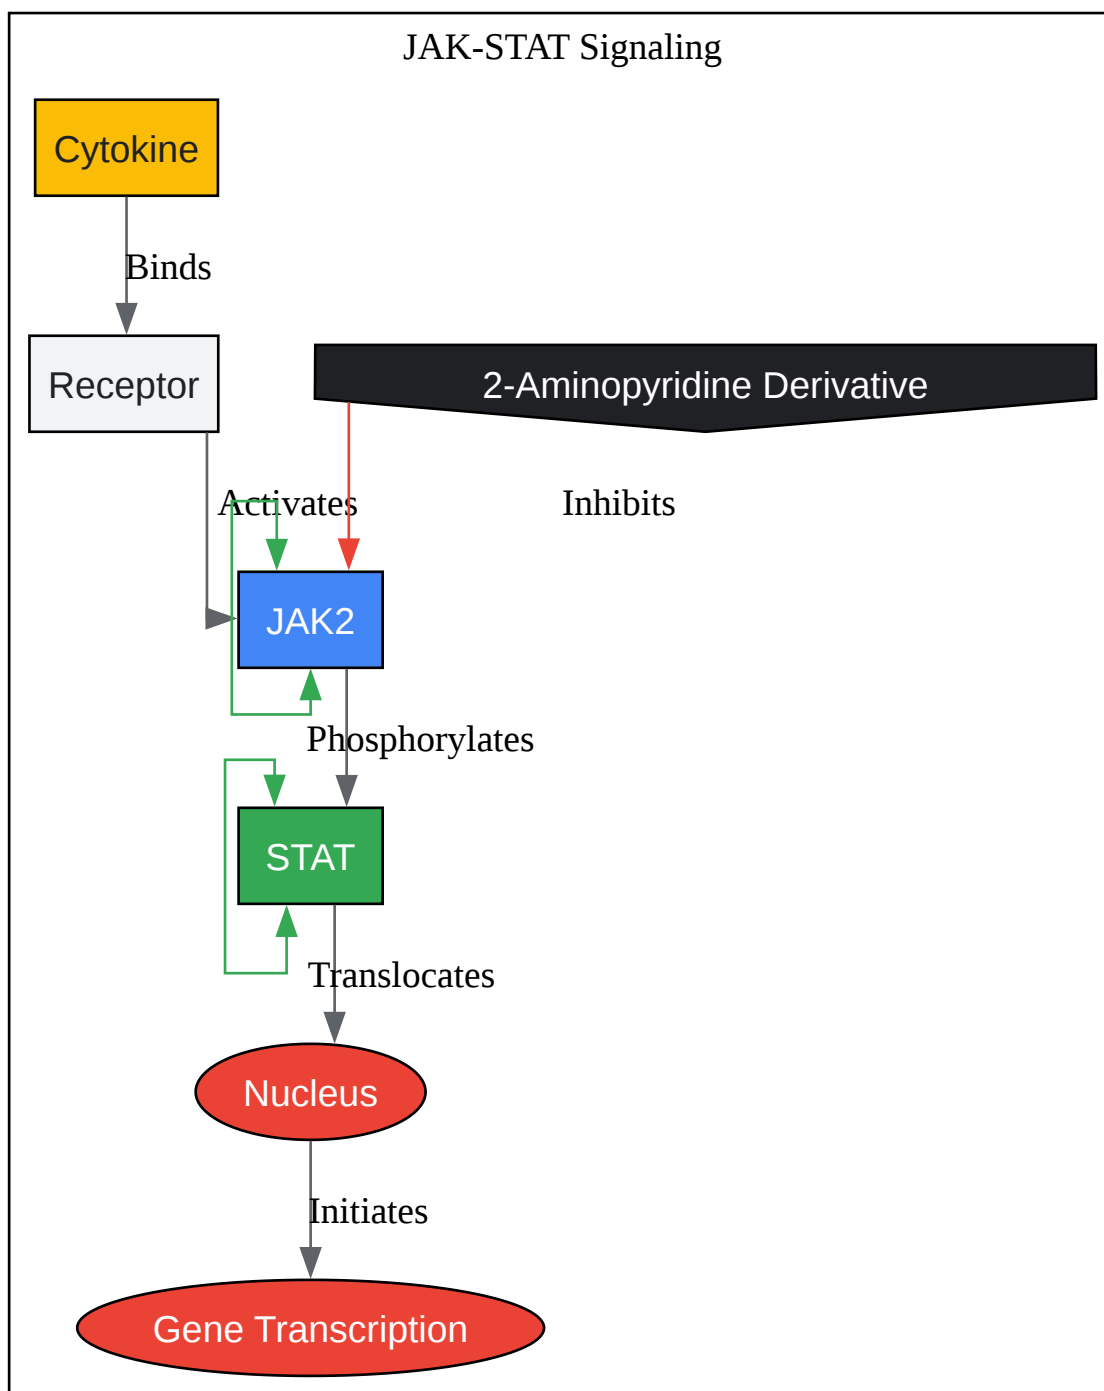 JAK-STAT Signaling
Cytokine
Binds
Receptor
2-Aminopyridine Derivative
Activates
Inhibits
JAK2
Phosphorylates
STAT
Translocates
Nucleus
Initiates
Gene Transcription